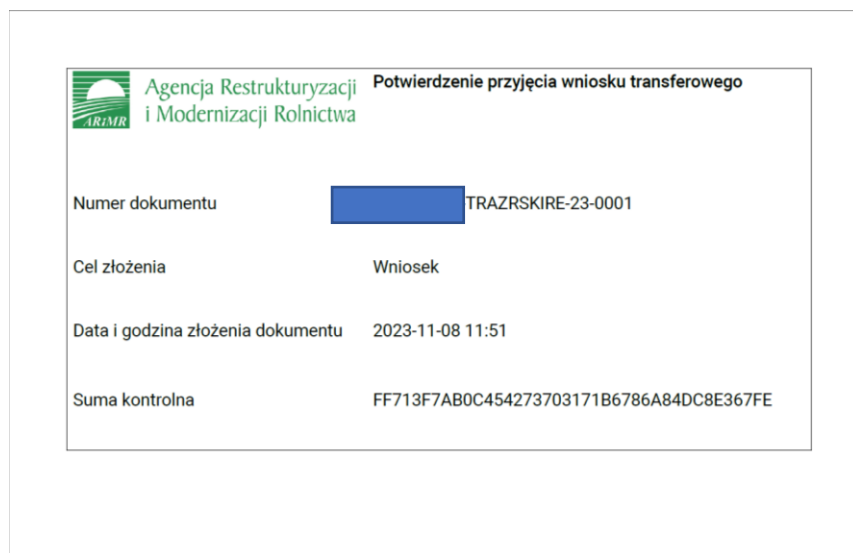 Agencja Restrukturyzacji
i Modernizacji Rolnictwa
ARiMR
Potwierdzenie przyjęcia wniosku transferowego
Numer dokumentu TRAZRSKIRE-23-0001
Cel złożenia Wniosek
Data i godzina złożenia dokumentu 2023-11-08 11:51
Suma kontrolna FF713F7AB0C454273703171B6786A84DC8E367FE